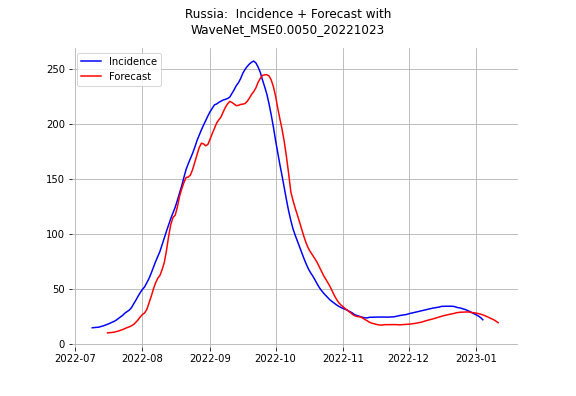 Russia:  Incidence + Forecast with
WaveNet_MSE0.0050_20221023
Incidence
Forecast
250
200
150
100
50
0
2022-07 2022-08 2022-09 2022-10 2022-11 2022-12 2023-01